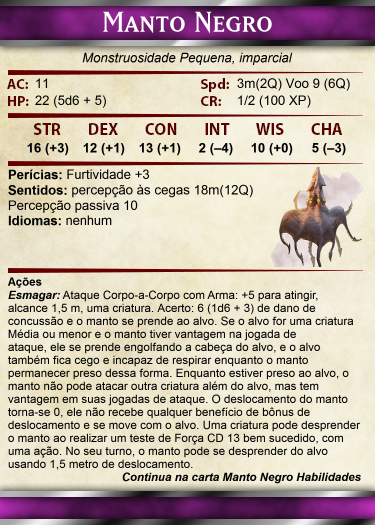 Manto Negro
Monstruosidade Pequena, imparcial
AC: 11 Spd: 3m(2Q) Voo 9 (6Q)
HP: 22 (5d6 + 5) CR: 1/2 (100 XP)
STR DEX CON INT WIS CHA
16 (+3) 12 (+1) 13 (+1) 2 (–4) 10 (+0) 5 (–3)
Perícias: Furtividade +3
Sentidos: percepção às cegas 18m(12Q)
Percepção passiva 10
Idiomas: nenhum
Ações
Esmagar: Ataque Corpo-a-Corpo com Arma: +5 para atingir,
alcance 1,5 m, uma criatura. Acerto: 6 (1d6 + 3) de dano de
concussão e o manto se prende ao alvo. Se o alvo for uma criatura
Média ou menor e o manto tiver vantagem na jogada de
ataque, ele se prende engolfando a cabeça do alvo, e o alvo
também fica cego e incapaz de respirar enquanto o manto
permanecer preso dessa forma. Enquanto estiver preso ao alvo, o
manto não pode atacar outra criatura além do alvo, mas tem
vantagem em suas jogadas de ataque. O deslocamento do manto
torna-se 0, ele não recebe qualquer benefício de bônus de
deslocamento e se move com o alvo. Uma criatura pode desprender
o manto ao realizar um teste de Força CD 13 bem sucedido, com
uma ação. No seu turno, o manto pode se desprender do alvo
usando 1,5 metro de deslocamento.
Continua na carta Manto Negro Habilidades